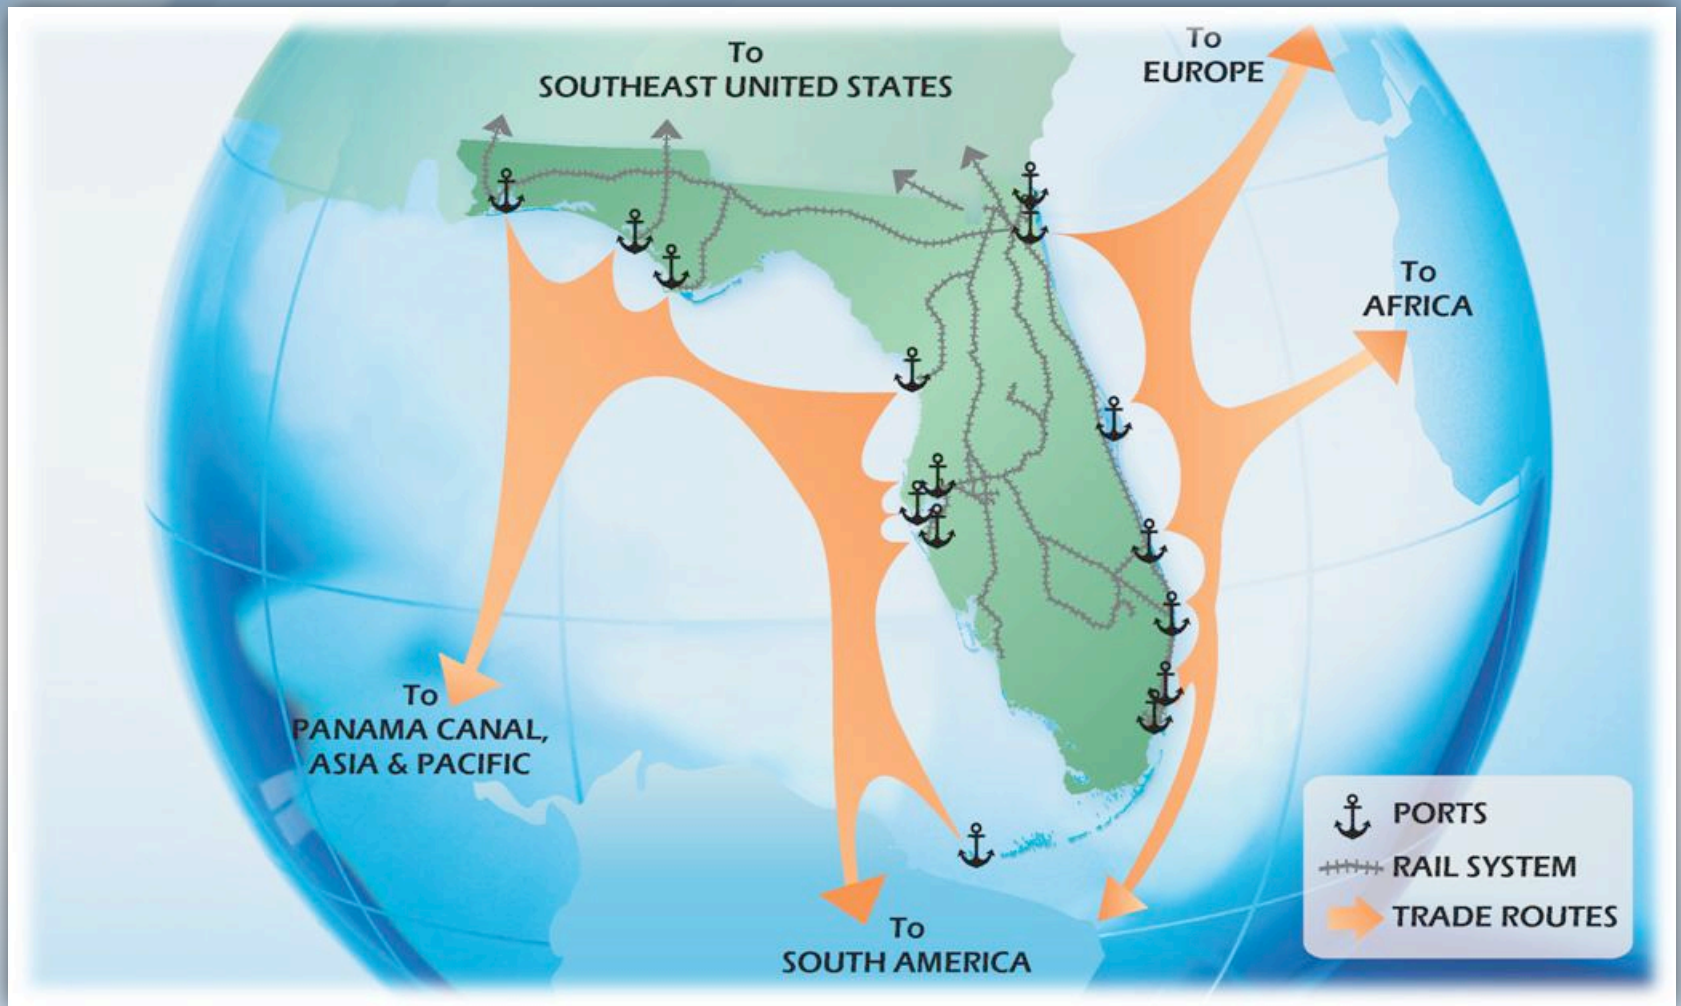 To
SOUTHEAST UNITED STATES
To
EUROPE
To
AFRICA
To
PANAMA CANAL,
ASIA & PACIFIC
To
SOUTH AMERICA
PORTS
RAIL SYSTEM
TRADE ROUTES